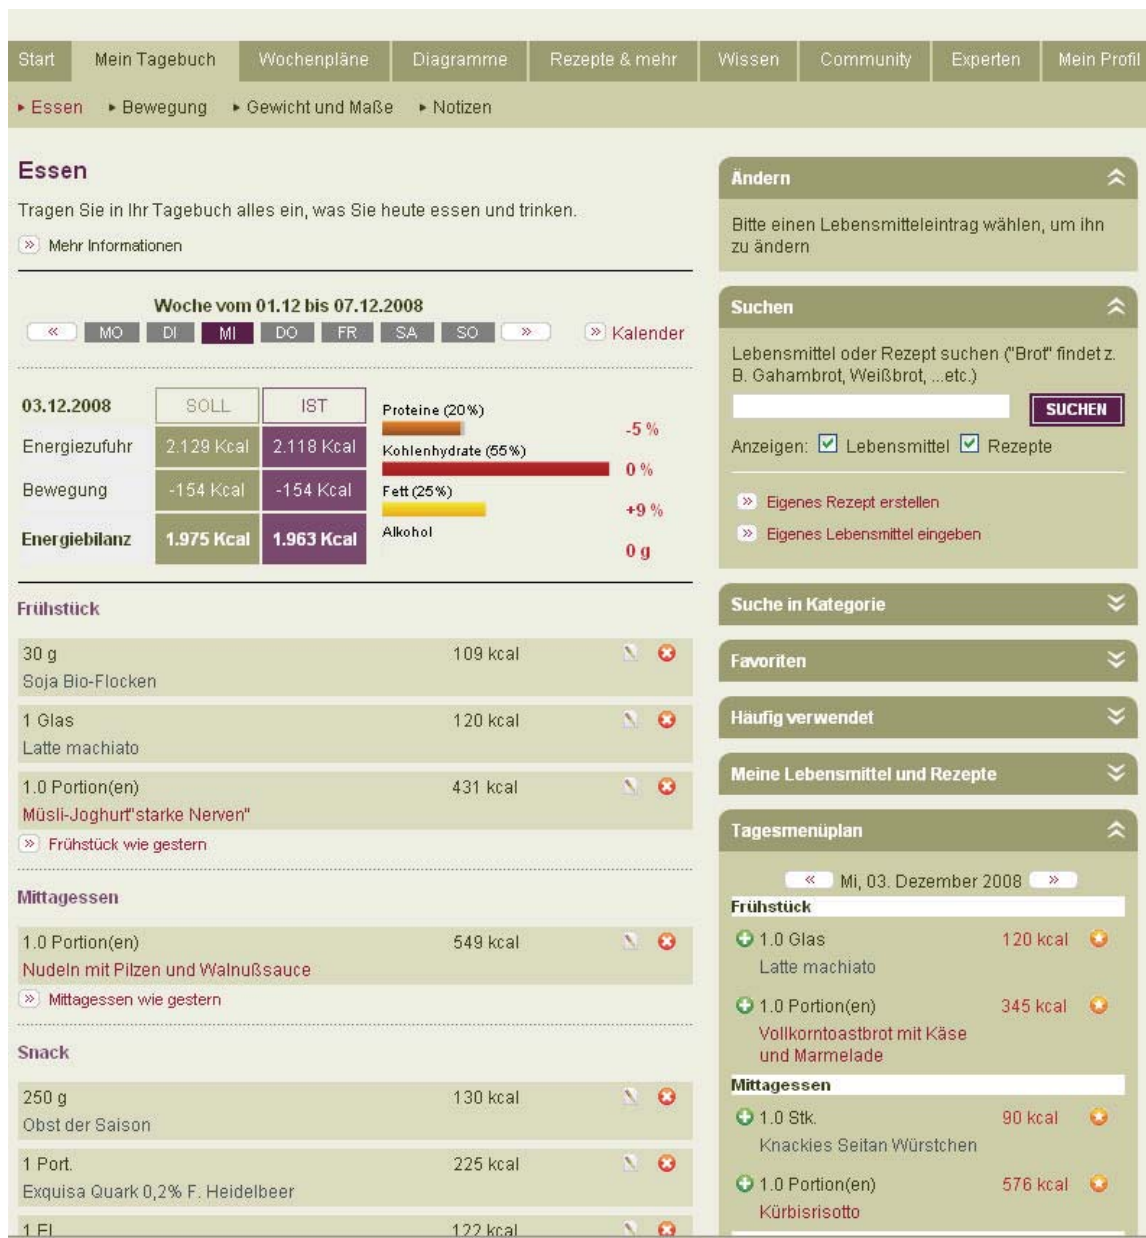 Start Mein Tagebuch Wochenpläne Diagramme Rezepte & mehr Wissen Community Experten Mein Profil
Essen Bewegung Gewicht und Maße Notizen
Essen
Tragen Sie in Ihr Tagebuch alles ein, was Sie heute essen und trinken.
Mehr Informationen
Woche vom 01.12 bis 07.12.2008
« MO DI MI DO FR SA SO » » Kalender
03.12.2008 SOLL IST
Energiezufuhr 2.129 Kcal 2.118 Kcal
Bewegung -154 Kcal -154 Kcal
Energiebilanz 1.975 Kcal 1.963 Kcal
Proteine (20%)
-5 %
Kohlenhydrate (55%)
0 %
Fett (25%)
+9 %
Alkohol
0 g
Frühstück
30 g 109 kcal
Soja Bio-Flocken
1 Glas 120 kcal
Latte machiato
1.0 Portion(en) 431 kcal
Müsli-Joghurt"starke Nerven"
» Frühstück wie gestern
Mittagessen
1.0 Portion(en) 549 kcal
Nudeln mit Pilzen und Walnußsauce
» Mittagessen wie gestern
Snack
250 g 130 kcal
Obst der Saison
1 Port. 225 kcal
Exquisa Quark 0,2% F. Heidelbeer
1 El 122 kcal
Ändern
Bitte einen Lebensmitteleintrag wählen, um ihn
zu ändern
Suchen
Lebensmittel oder Rezept suchen ("Brot" findet z.
B. Gahambrot, Weißbrot, ...etc.)
SUCHEN
Anzeigen: Lebensmittel Rezepte
» Eigenes Rezept erstellen
» Eigenes Lebensmittel eingeben
Suche in Kategorie
Favoriten
Häufig verwendet
Meine Lebensmittel und Rezepte
Tagesmenüplan
« Mi, 03. Dezember 2008 »
Frühstück
1.0 Glas 120 kcal
Latte machiato
1.0 Portion(en) 345 kcal
Vollkorntoastbrot mit Käse
und Marmelade
Mittagessen
1.0 Stk. 90 kcal
Knackies Seitan Würstchen
1.0 Portion(en) 576 kcal
Kürbisrisotto